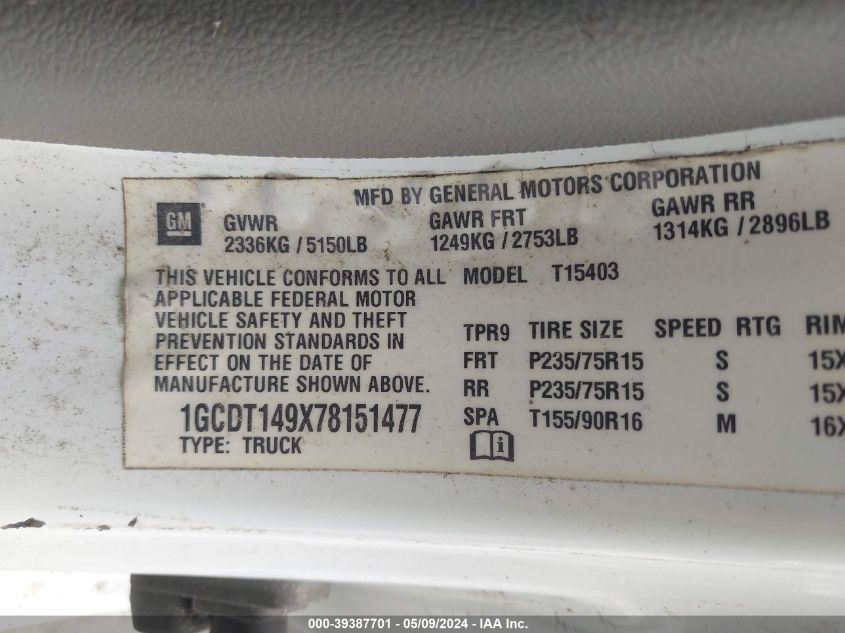 MFD BY GENERAL MOTORS CORPORATION
GM
GVWR GAWR FRT GAWR RR
2336KG / 5150LB 1249KG / 2753LB 1314KG / 2896LB
THIS VEHICLE CONFORMS TO ALL MODEL T15403
APPLICABLE FEDERAL MOTOR
VEHICLE SAFETY AND THEFT
PREVENTION STANDARDS IN
EFFECT ON THE DATE OF
MANUFACTURE SHOWN ABOVE.
TPR9 TIRE SIZE SPEED RTG RIM
FRT P235/75R15 S 15X
RR P235/75R15 S 15X
SPA T155/90R16 M 16X
1GCDT149X78151477
TYPE: TRUCK
000-39387701 - 05/09/2024 - IAA Inc.